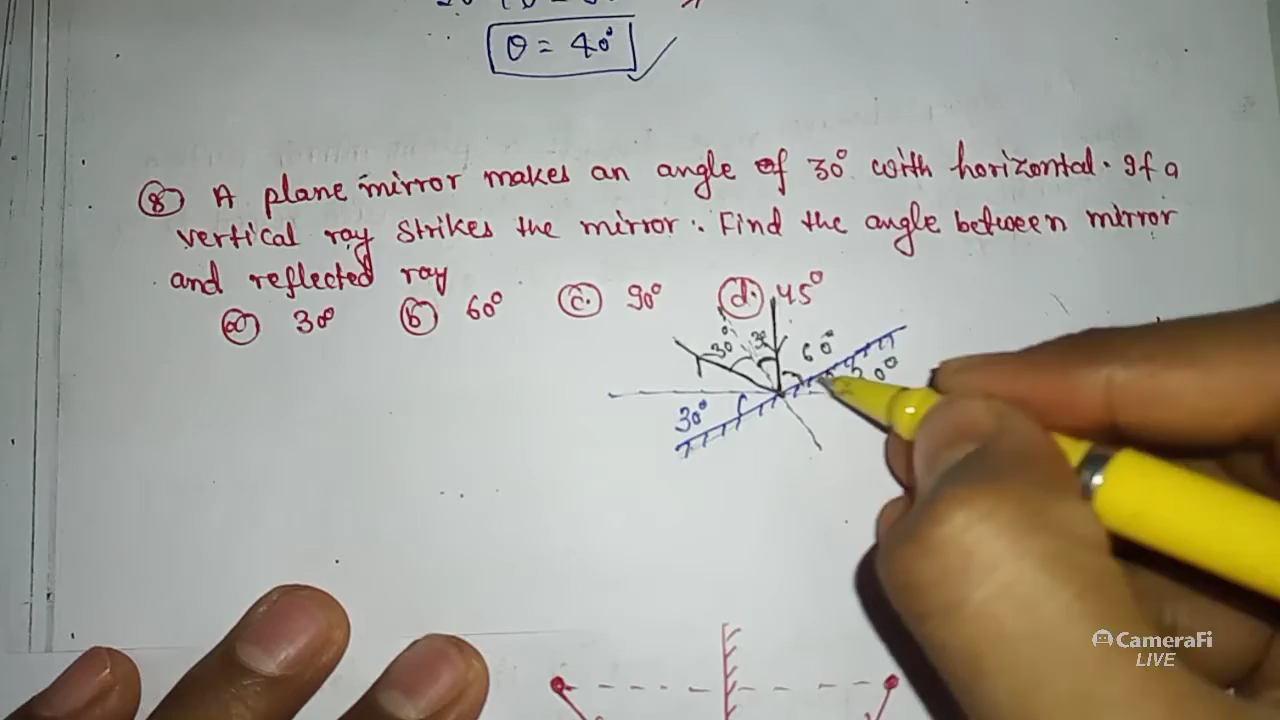 θ = 40°
⑧ A plane mirror makes an angle of 30° with horizontal. If a
vertical ray strikes the mirror. Find the angle between mirror
and reflected ray
ⓐ 30° ⓑ 60° ⓒ 90° ⓓ 45°
30° 30 60°
30°
CameraFi
LIVE